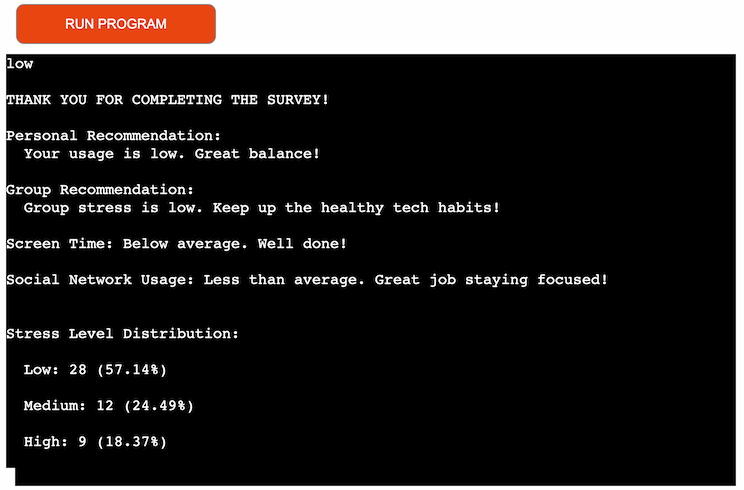 RUN PROGRAM
low
THANK YOU FOR COMPLETING THE SURVEY!
Personal Recommendation:
Your usage is low. Great balance!
Group Recommendation:
Group stress is low. Keep up the healthy tech habits!
Screen Time: Below average. Well done!
Social Network Usage: Less than average. Great job staying focused!
Stress Level Distribution:
Low: 28 (57.14%)
Medium: 12 (24.49%)
High: 9 (18.37%)